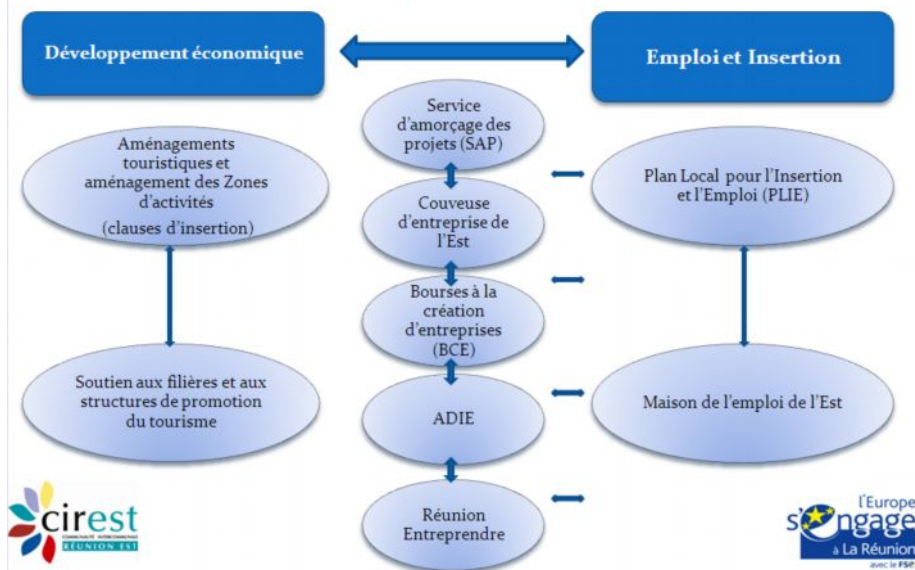 Développement économique
Emploi et Insertion
Service
d'amorçage des
projets (SAP)
Aménagements
touristiques et
aménagement des Zones
d'activités
(clauses d'insertion)
Plan Local pour l'Insertion
et l'Emploi (PLIE)
Couveuse
d'entreprise de
l'Est
Bourses à la
création
d'entreprises
(BCE)
Soutien aux filières et aux
structures de promotion
du tourisme
ADIE
Maison de l'emploi de l'Est
Réunion
Entreprendre
cirest
COMMUNAUTÉ INTERCOMMUNALE
RÉUNION EST
l'Europe
s'engage
à La Réunion
avec le FSE